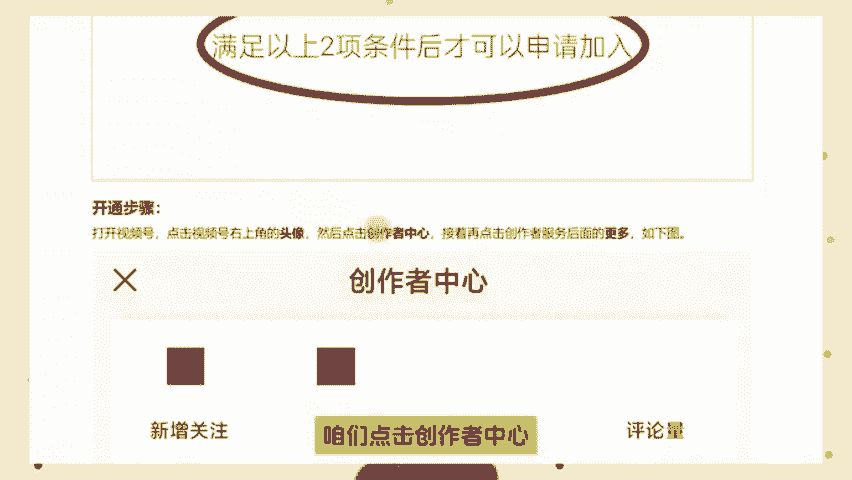 满足以上2项条件后才可以申请加入
开通步骤：
打开视频号，点击视频号右上角的头像，然后点击创作者中心，接着再点击创作者服务后面的更多，如下图。
创作者中心
新增关注
咱们点击创作者中心
评论量